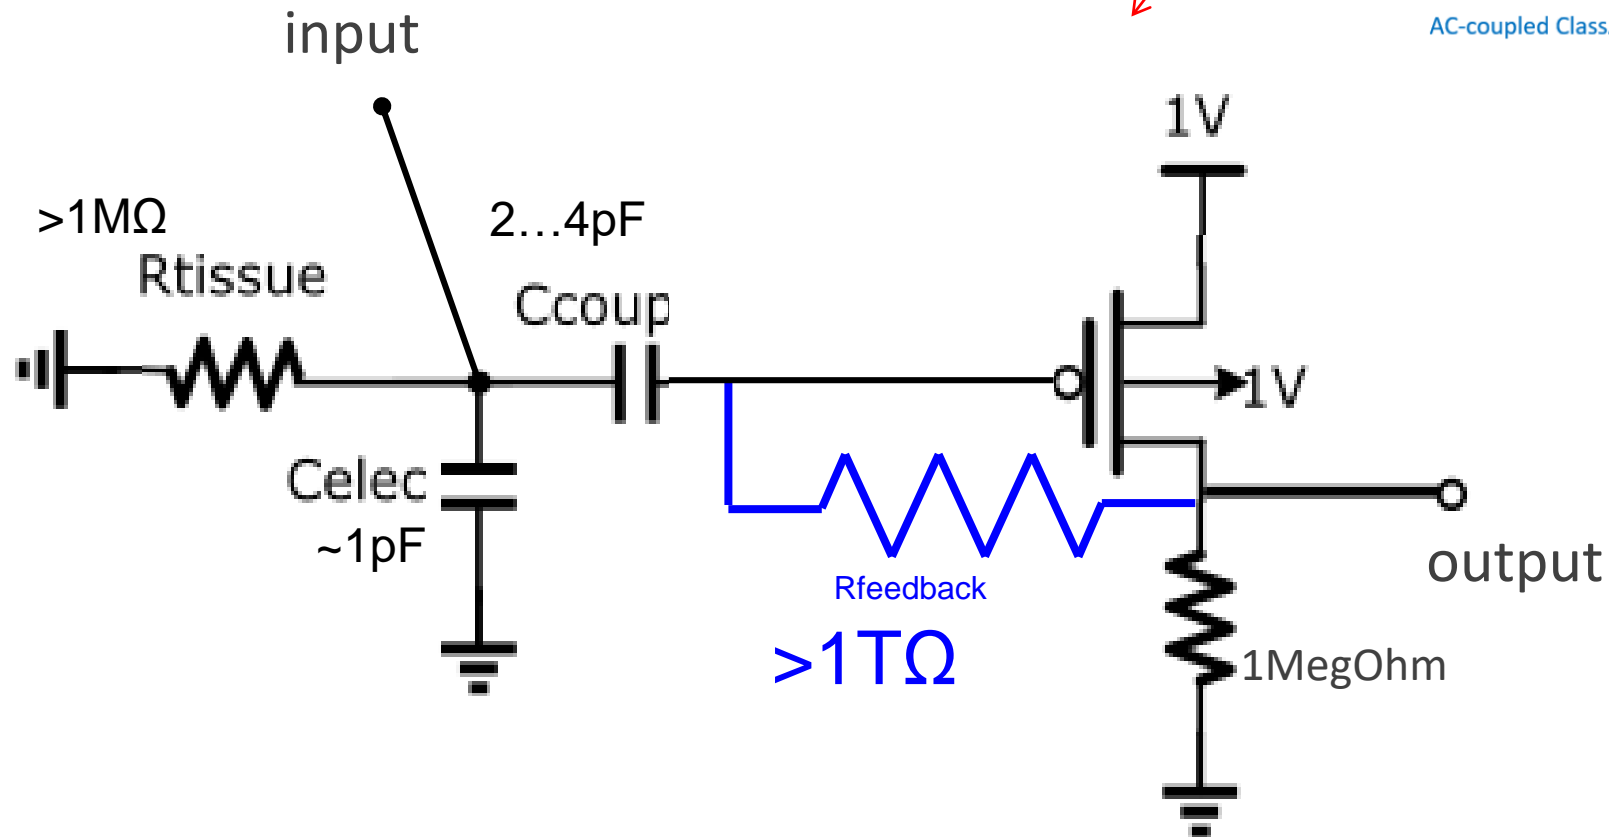 input
AC-coupled Class
1V
>1MΩ
2...4pF
Rtissue
Ccoup
1V
Celec
~1pF
Rfeedback
>1TΩ
output
1MegOhm